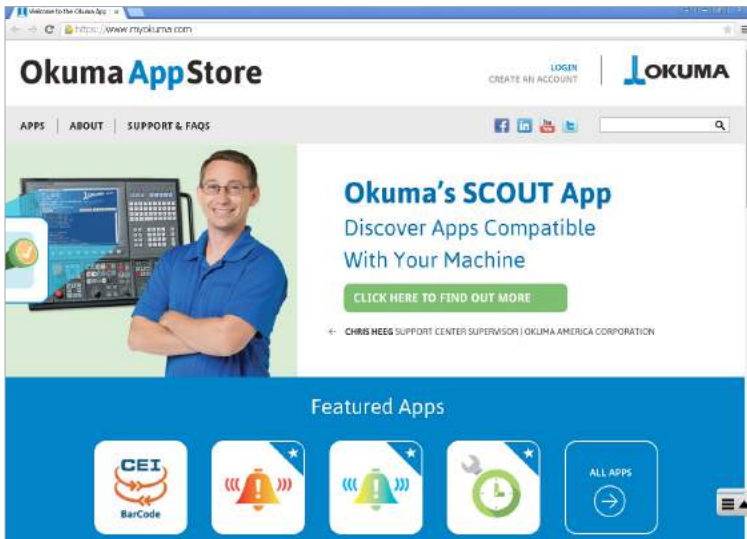 Welcome to the Okuma App
https://www.myokuma.com
Okuma App Store
LOGIN
CREATE AN ACCOUNT
OKUMA
APPS | ABOUT | SUPPORT & FAQS
Okuma's SCOUT App
Discover Apps Compatible
With Your Machine
CLICK HERE TO FIND OUT MORE
← CHRIS HEEG SUPPORT CENTER SUPERVISOR | OKUMA AMERICA CORPORATION
Featured Apps
CEI
BarCode
ALL APPS